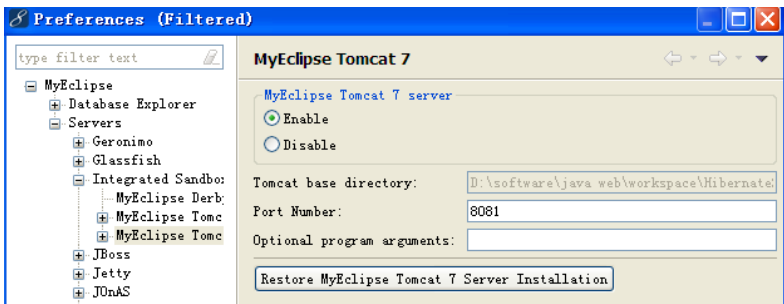 Preferences (Filtered)
type filter text
MyEclipse
Database Explorer
Servers
Geronimo
Glassfish
Integrated Sandbo
MyEclipse Derb
MyEclipse Tomc
MyEclipse Tomc
JBoss
Jetty
JOnAS
MyEclipse Tomcat 7
MyEclipse Tomcat 7 server
Enable
Disable
Tomcat base directory: D:\software\java web\workspace\Hibernate
Port Number: 8081
Optional program arguments:
Restore MyEclipse Tomcat 7 Server Installation